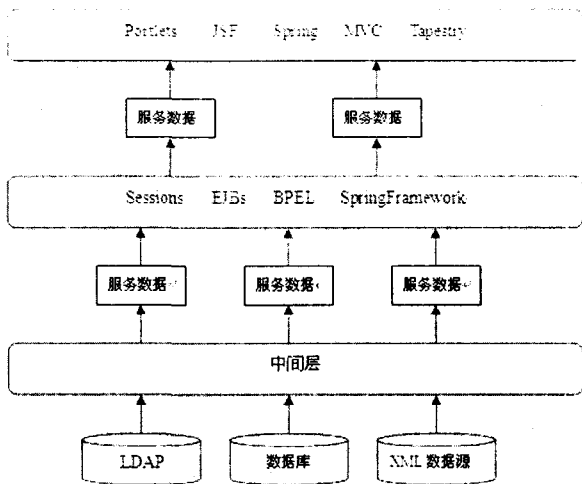 Portlets JSF Spring MVC Tapestry
服务数据 服务数据
Sessions EJBs BPEL SpringFramework
服务数据 服务数据 服务数据
中间层
LDAP 数据库 XML 数据源